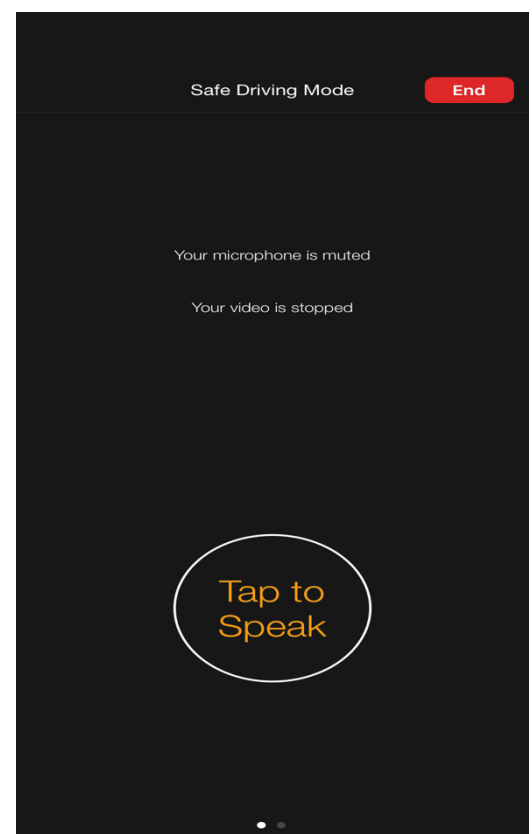 Safe Driving Mode
End
Your microphone is muted
Your video is stopped
Tap to
Speak